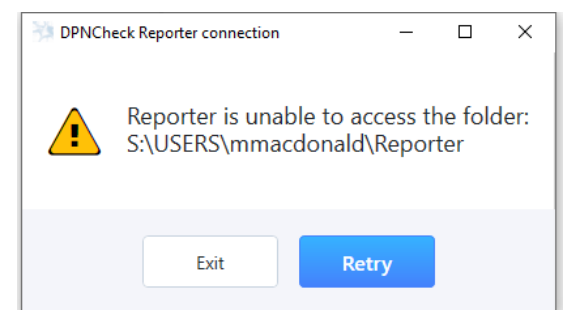 DPNCheck Reporter connection
Reporter is unable to access the folder:
S:\USERS\mmacdonald\Reporter
Exit
Retry